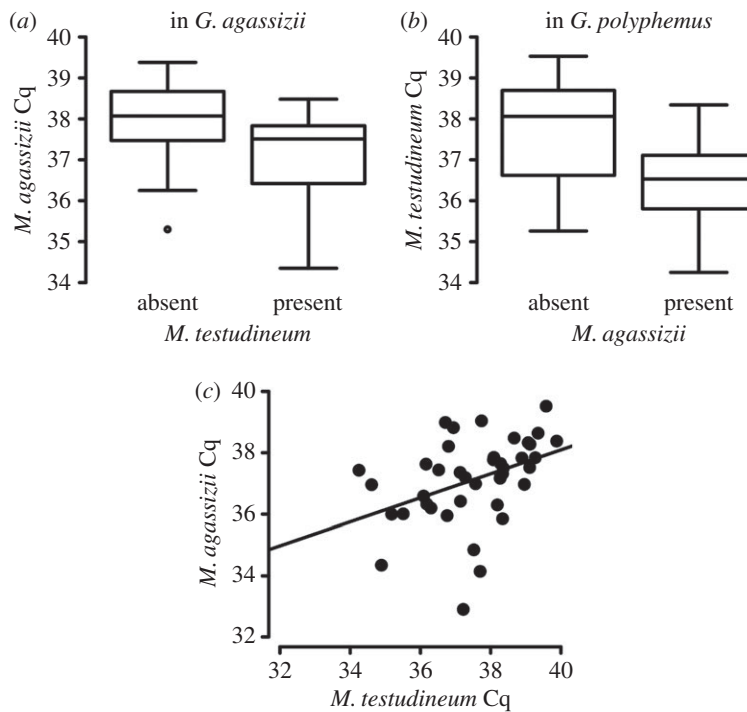 (a) in G. agassizii
40
39
38
37
36
35
34
M. agassizii Cq
absent present
M. testudineum
(b) in G. polyphemus
40
39
38
37
36
35
34
M. testudineum Cq
absent present
M. agassizii
(c)
40
38
36
34
32
M. agassizii Cq
32 34 36 38 40
M. testudineum Cq